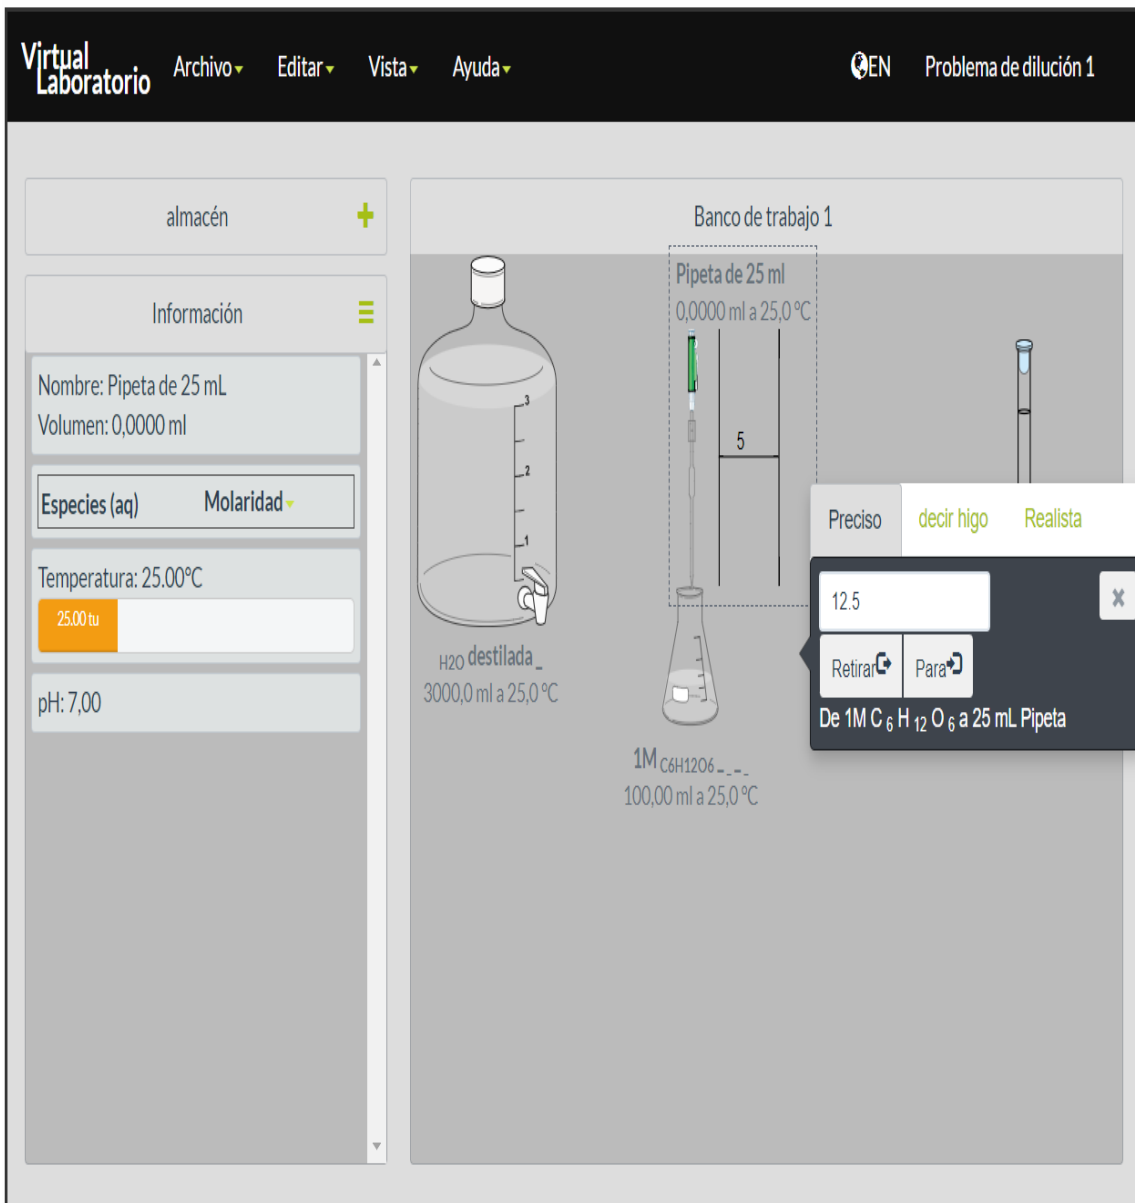 Virtual
Laboratorio
Archivo
Editar
Vista
Ayuda
EN
Problema de dilución 1
almacén
Información
Nombre: Pipeta de 25 mL
Volumen: 0,0000 ml
Especies (aq)
Molaridad
Temperatura: 25.00°C
25.00 tu
pH: 7,00
Banco de trabajo 1
3
2
1
H2O destilada _
3000,0 ml a 25,0 °C
Pipeta de 25 ml
0,0000 ml a 25,0 °C
5
1M C6H12O6 _ _ _ _
100,00 ml a 25,0 °C
Preciso
decir higo
Realista
12.5
Retirar
Para
De 1M C 6 H 12 O 6 a 25 mL Pipeta